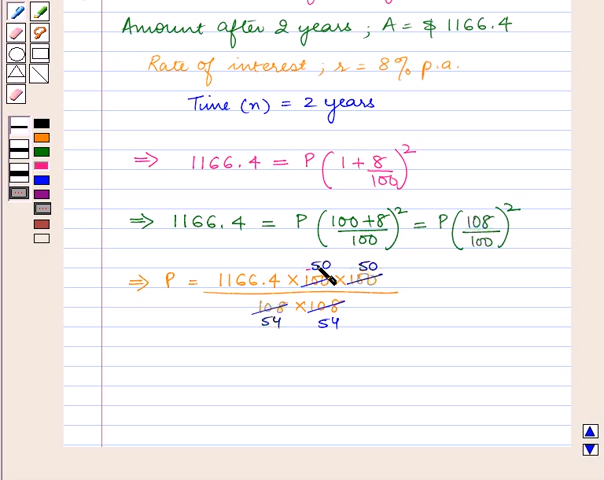 Amount after 2 years ; A = $ 1166.4
Rate of interest ; r = 8% p.a.
Time (n) = 2 years
⇒ 1166.4 = P (1 + 8/100)^2
⇒ 1166.4 = P (100+8/100)^2 = P (108/100)^2
50 50
⇒ P = 1166.4 × 100 × 100
108 × 108
54 54